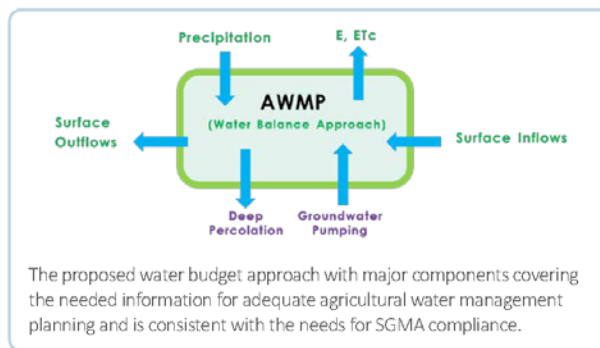 Precipitation
E, ETc
AWMP
(Water Balance Approach)
Surface
Outflows
Surface Inflows
Deep
Percolation
Groundwater
Pumping
The proposed water budget approach with major components covering
the needed information for adequate agricultural water management
planning and is consistent with the needs for SGMA compliance.